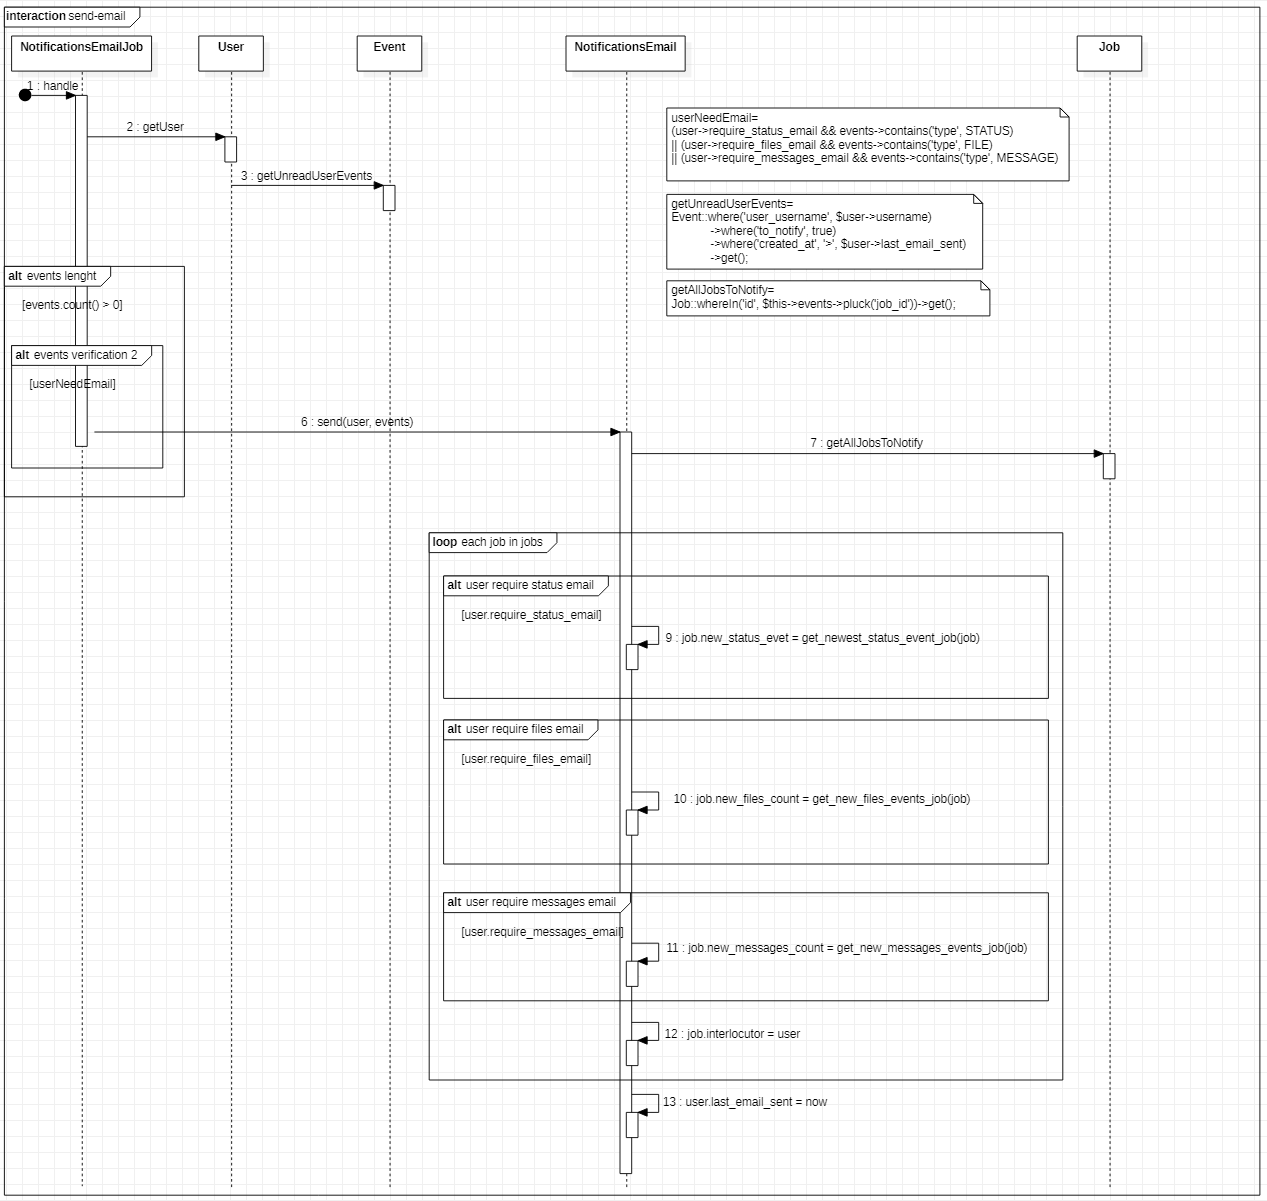 interaction send-email
NotificationsEmailJob
User
Event
NotificationsEmail
Job
1 : handle
2 : getUser
3 : getUnreadUserEvents
userNeedEmail=
(user->require_status_email && events->contains('type', STATUS)
|| (user->require_files_email && events->contains('type', FILE)
|| (user->require_messages_email && events->contains('type', MESSAGE)
getUnreadUserEvents=
Event::where('user_username', $user->username)
->where('to_notify', true)
->where('created_at', '>', $user->last_email_sent)
->get();
getAllJobsToNotify=
Job::whereIn('id', $this->events->pluck('job_id'))->get();
alt events lenght
[events.count() > 0]
alt events verification 2
[userNeedEmail]
6 : send(user, events)
7 : getAllJobsToNotify
loop each job in jobs
alt user require status email
[user.require_status_email]
9 : job.new_status_evet = get_newest_status_event_job(job)
alt user require files email
[user.require_files_email]
10 : job.new_files_count = get_new_files_events_job(job)
alt user require messages email
[user.require_messages_email]
11 : job.new_messages_count = get_new_messages_events_job(job)
12 : job.interlocutor = user
13 : user.last_email_sent = now